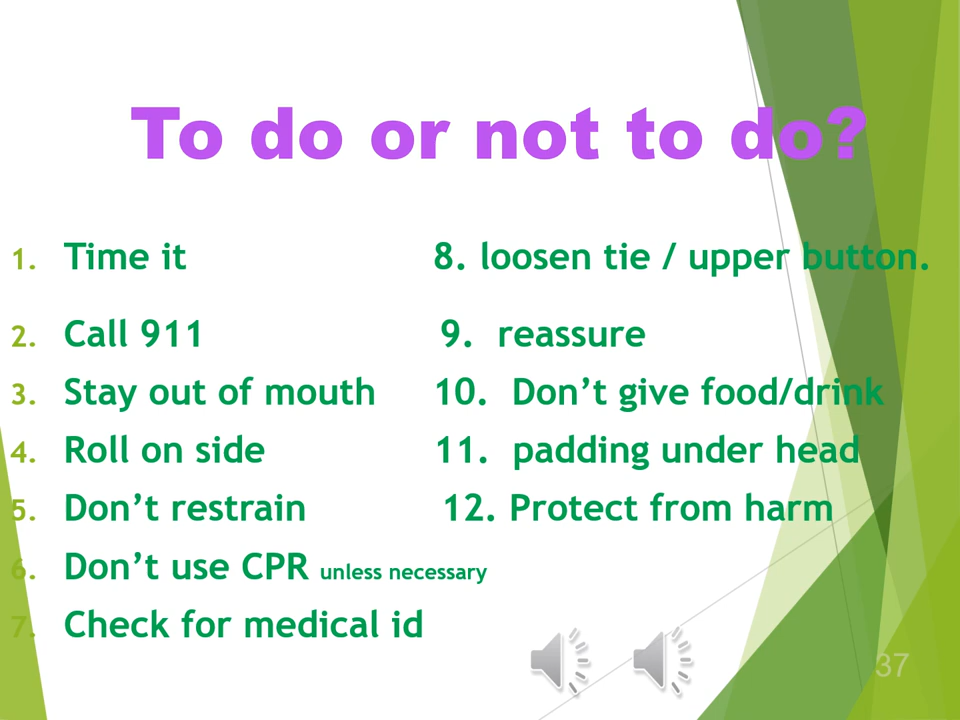 To do or not to do?
1. Time it 8. loosen tie / upper button.
2. Call 911 9. reassure
3. Stay out of mouth 10. Don’t give food/drink
4. Roll on side 11. padding under head
5. Don’t restrain 12. Protect from harm
6. Don’t use CPR unless necessary
7. Check for medical id
37